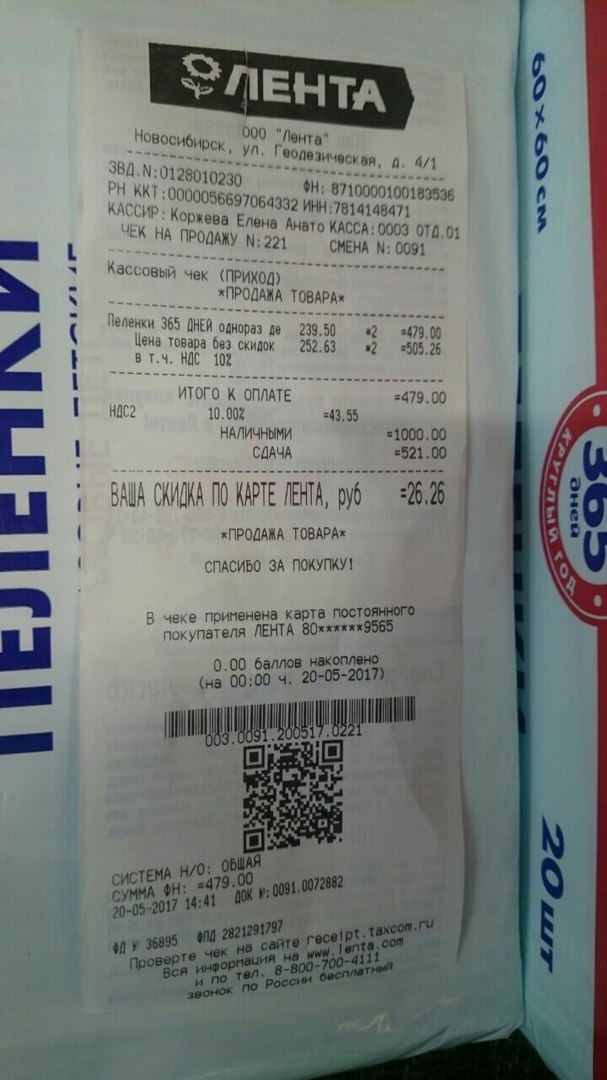 ЛЕНТА
ООО "Лента"
Новосибирск, ул. Геодезическая, д. 4/1
ЗВД.N:0128010230 ФН: 8710000100183536
РН ККТ:0000056697064332 ИНН:7814148471
КАССИР: Коржева Елена Анато КАССА:0003 ОТД.01
ЧЕК НА ПРОДАЖУ N:221 СМЕНА N:0091
Кассовый чек (ПРИХОД)
*ПРОДАЖА ТОВАРА*
Пеленки 365 ДНЕЙ однораз де 239.50 *2 =479.00
Цена товара без скидок 252.63 *2 =505.26
в т.ч. НДС 10%
ИТОГО К ОПЛАТЕ =479.00
НДС2 10.00% =43.55
НАЛИЧНЫМИ =1000.00
СДАЧА =521.00
ВАША СКИДКА ПО КАРТЕ ЛЕНТА, руб =26.26
*ПРОДАЖА ТОВАРА*
СПАСИБО ЗА ПОКУПКУ!
В чеке применена карта постоянного
покупателя ЛЕНТА 80******9565
0.00 баллов накоплено
(на 00:00 ч. 20-05-2017)
003.0091.200517.0221
СИСТЕМА Н/О: ОБЩАЯ
СУММА ФН: =479.00
20-05-2017 14:41 ДОК №:0091.0072882
ФД № 36895 ФПД 2821291797
Проверте чек на сайте receipt.taxcom.ru
Вся информация на www.lenta.com
и по тел. 8-800-700-4111
звонок по России бесплатный
ПЕЛЕНКИ
60×60 см
КРУГЛЫЙ ГОД
365
дней
20 шт